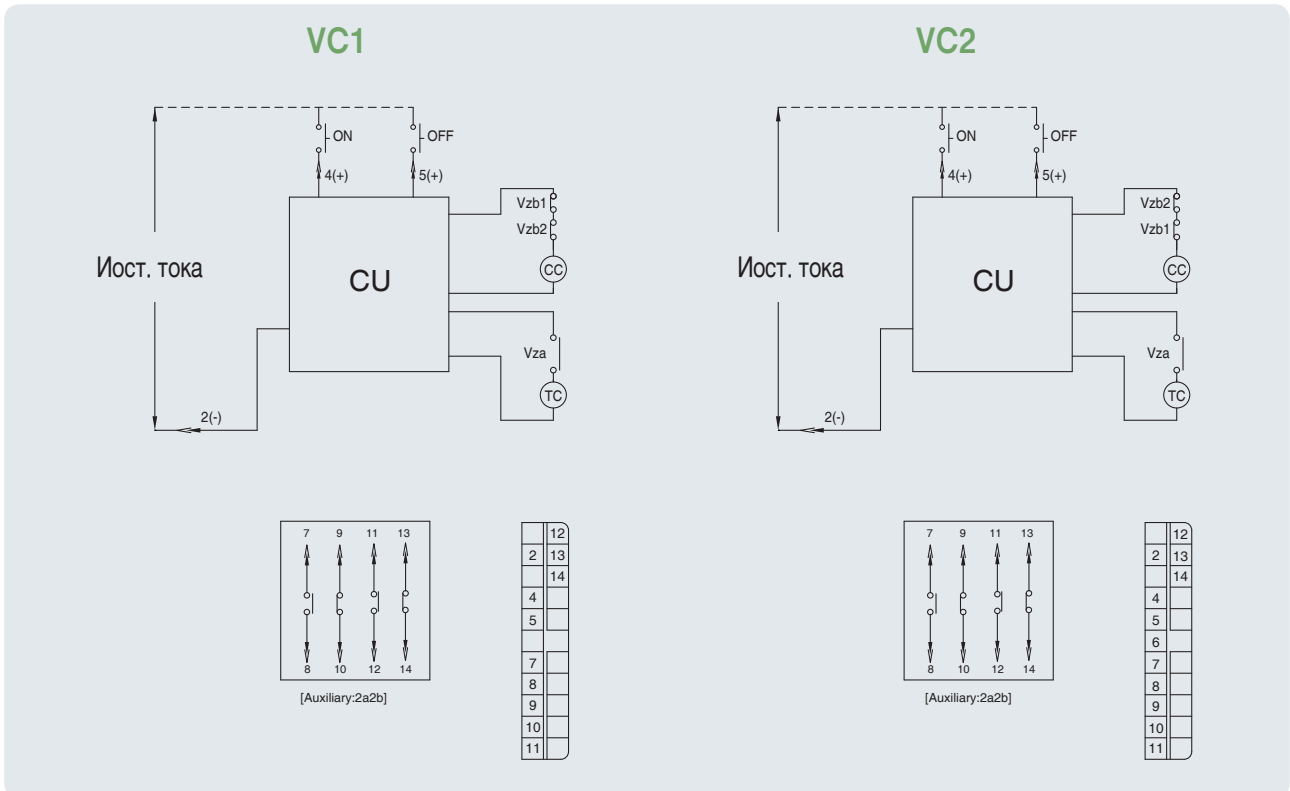 VC1
ON
OFF
4(+)
5(+)
Vzb1
Vzb2
Иост. тока
CU
CC
Vza
TC
2(-)
7 9 11 13
8 10 12 14
[Auxiliary:2a2b]
12
2 13
14
4
5
7
8
9
10
11
VC2
ON
OFF
4(+)
5(+)
Vzb2
Vzb1
Иост. тока
CU
CC
Vza
TC
2(-)
7 9 11 13
8 10 12 14
[Auxiliary:2a2b]
12
2 13
14
4
5
6
7
8
9
10
11